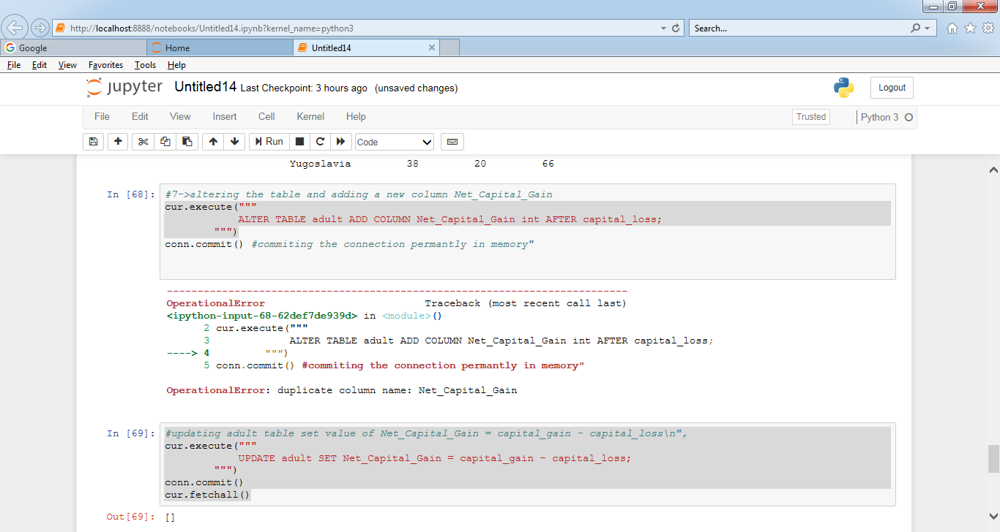 http://localhost:8888/notebooks/Untitled14.ipynb?kernel_name=python3
Search...
Google
Home
Untitled14
File Edit View Favorites Tools Help
jupyter Untitled14 Last Checkpoint: 3 hours ago (unsaved changes)
Logout
File Edit View Insert Cell Kernel Help
Trusted
Python 3
Run
Code
Yugoslavia 38 20 66
In [68]:
#7->altering the table and adding a new column Net_Capital_Gain
cur.execute("""
ALTER TABLE adult ADD COLUMN Net_Capital_Gain int AFTER capital_loss;
""")
conn.commit() #commiting the connection permantly in memory"
---------------------------------------------------------------------------
OperationalError Traceback (most recent call last)
<ipython-input-68-62def7de939d> in <module>()
2 cur.execute("""
3 ALTER TABLE adult ADD COLUMN Net_Capital_Gain int AFTER capital_loss;
----> 4 """)
5 conn.commit() #commiting the connection permantly in memory"
OperationalError: duplicate column name: Net_Capital_Gain
In [69]:
#updating adult table set value of Net_Capital_Gain = capital_gain - capital_loss\n",
cur.execute("""
UPDATE adult SET Net_Capital_Gain = capital_gain - capital_loss;
""")
conn.commit()
cur.fetchall()
Out[69]: []